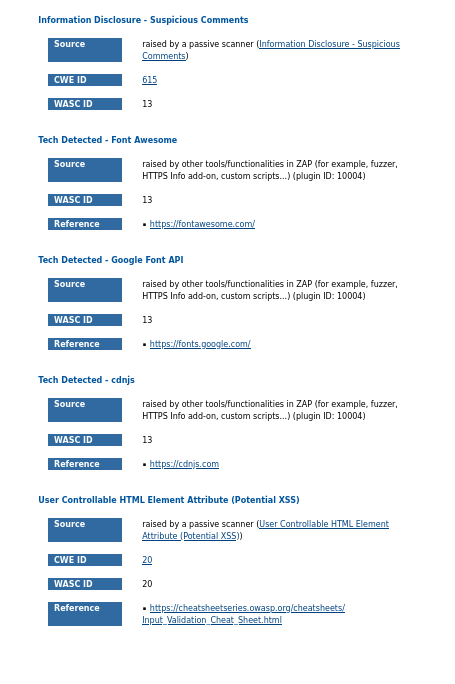 Information Disclosure - Suspicious Comments
Source
raised by a passive scanner (Information Disclosure - Suspicious
Comments)
CWE ID
615
WASC ID
13
Tech Detected - Font Awesome
Source
raised by other tools/functionalities in ZAP (for example, fuzzer,
HTTPS Info add-on, custom scripts...) (plugin ID: 10004)
WASC ID
13
Reference
▪ https://fontawesome.com/
Tech Detected - Google Font API
Source
raised by other tools/functionalities in ZAP (for example, fuzzer,
HTTPS Info add-on, custom scripts...) (plugin ID: 10004)
WASC ID
13
Reference
▪ https://fonts.google.com/
Tech Detected - cdnjs
Source
raised by other tools/functionalities in ZAP (for example, fuzzer,
HTTPS Info add-on, custom scripts...) (plugin ID: 10004)
WASC ID
13
Reference
▪ https://cdnjs.com
User Controllable HTML Element Attribute (Potential XSS)
Source
raised by a passive scanner (User Controllable HTML Element
Attribute (Potential XSS))
CWE ID
20
WASC ID
20
Reference
▪ https://cheatsheetseries.owasp.org/cheatsheets/
Input_Validation_Cheat_Sheet.html